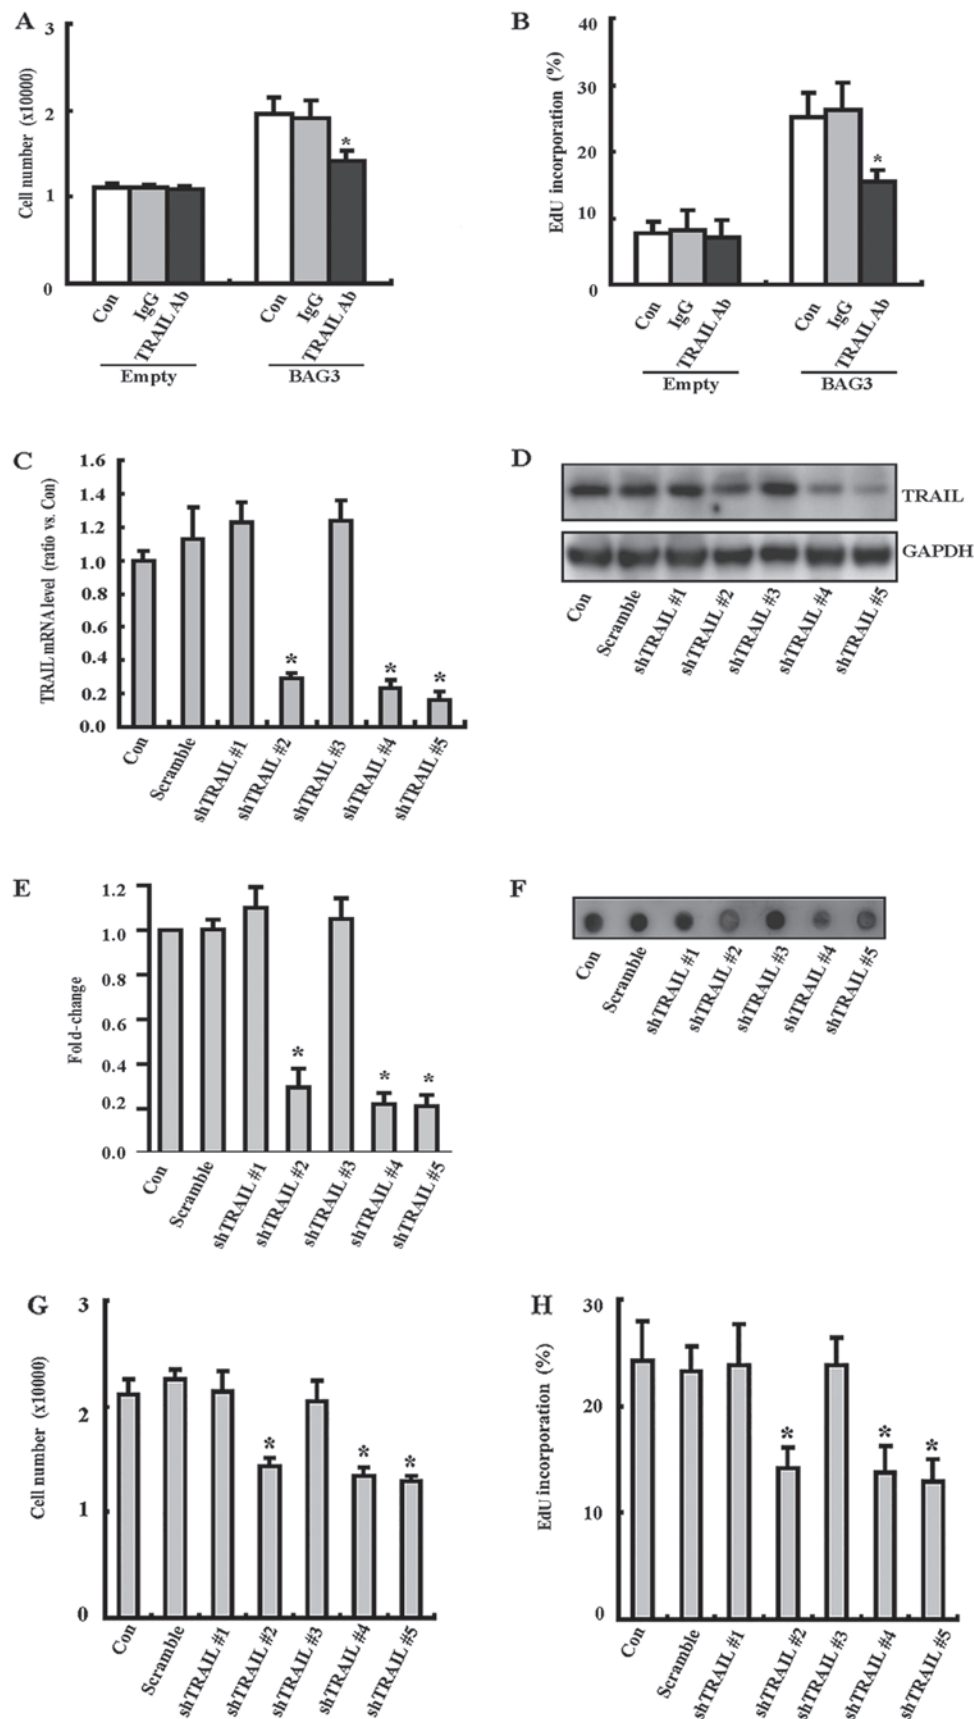 A
Cell number (x10000)
3
2
1
0
Con
IgG
TRAIL Ab
Con
IgG
TRAIL Ab
Empty
BAG3
B
EdU incorporation (%)
40
30
20
10
0
*
*
Con
IgG
TRAIL Ab
Con
IgG
TRAIL Ab
Empty
BAG3
C
TRAIL mRNA level (ratio vs. Con)
1.6
1.4
1.2
1.0
0.8
0.6
0.4
0.2
0.0
* * *
Con
Scramble
shTRAIL #1
shTRAIL #2
shTRAIL #3
shTRAIL #4
shTRAIL #5
D
TRAIL
GAPDH
Con
Scramble
shTRAIL #1
shTRAIL #2
shTRAIL #3
shTRAIL #4
shTRAIL #5
E
Fold-change
1.2
1.0
0.8
0.6
0.4
0.2
0.0
* * *
Con
Scramble
shTRAIL #1
shTRAIL #2
shTRAIL #3
shTRAIL #4
shTRAIL #5
F
Con
Scramble
shTRAIL #1
shTRAIL #2
shTRAIL #3
shTRAIL #4
shTRAIL #5
G
Cell number (x10000)
3
2
1
0
* * *
Con
Scramble
shTRAIL #1
shTRAIL #2
shTRAIL #3
shTRAIL #4
shTRAIL #5
H
EdU incorporation (%)
30
20
10
0
* * *
Con
Scramble
shTRAIL #1
shTRAIL #2
shTRAIL #3
shTRAIL #4
shTRAIL #5